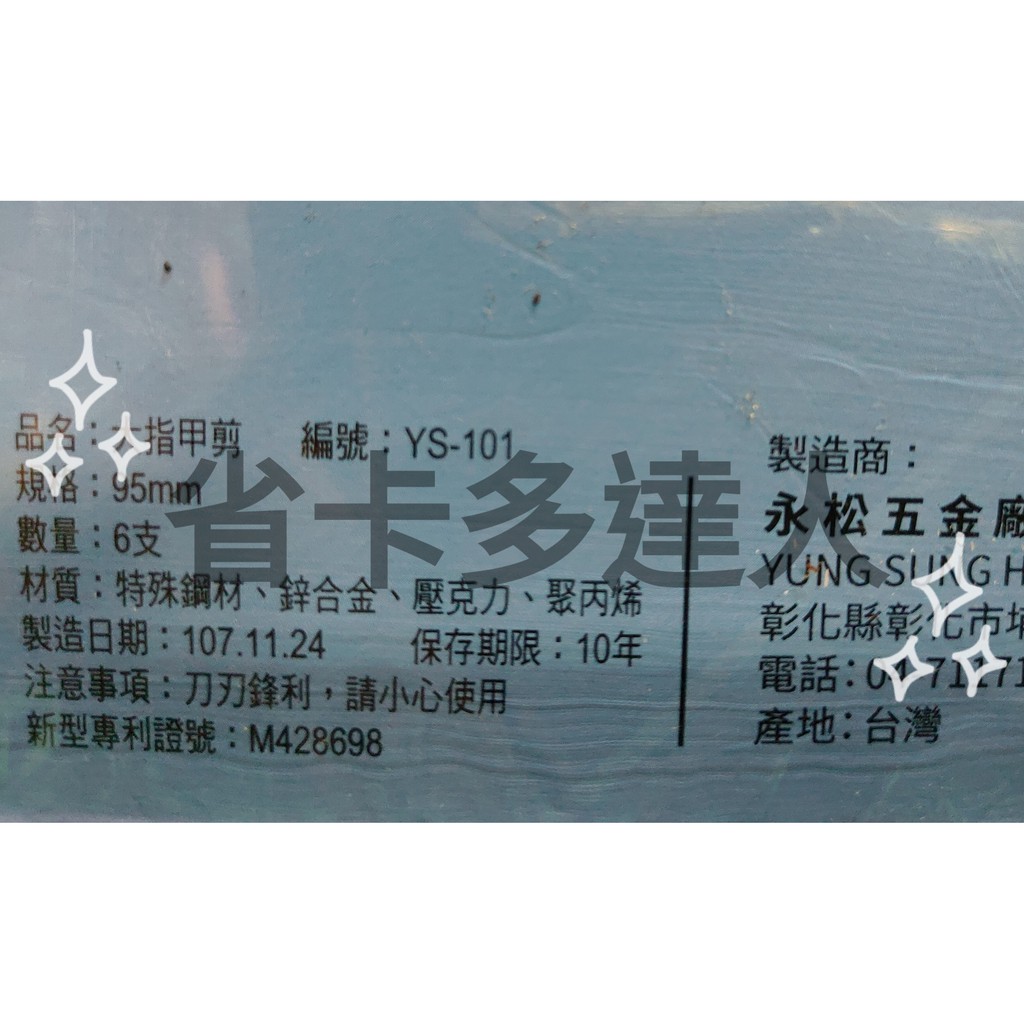 品名：大指甲剪 編號：YS-101
規格：95mm
數量：6支
材質：特殊鋼材、鋅合金、壓克力、聚丙烯
製造日期：107.11.24 保存期限：10年
注意事項：刀刃鋒利，請小心使用
新型專利證號：M428698
製造商：
永松五金廠
YUNG SUNG H
彰化縣彰化市
電話：04
產地：台灣
省卡多達人